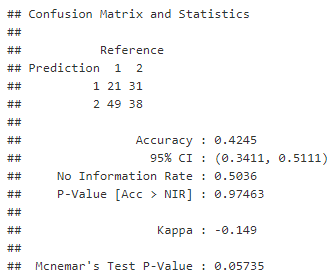 ## Confusion Matrix and Statistics
##
##           Reference
## Prediction  1  2
##          1 21 31
##          2 49 38
##
##                Accuracy : 0.4245
##                  95% CI : (0.3411, 0.5111)
##     No Information Rate : 0.5036
##     P-Value [Acc > NIR] : 0.97463
##
##                   Kappa : -0.149
##
##  Mcnemar's Test P-Value : 0.05735